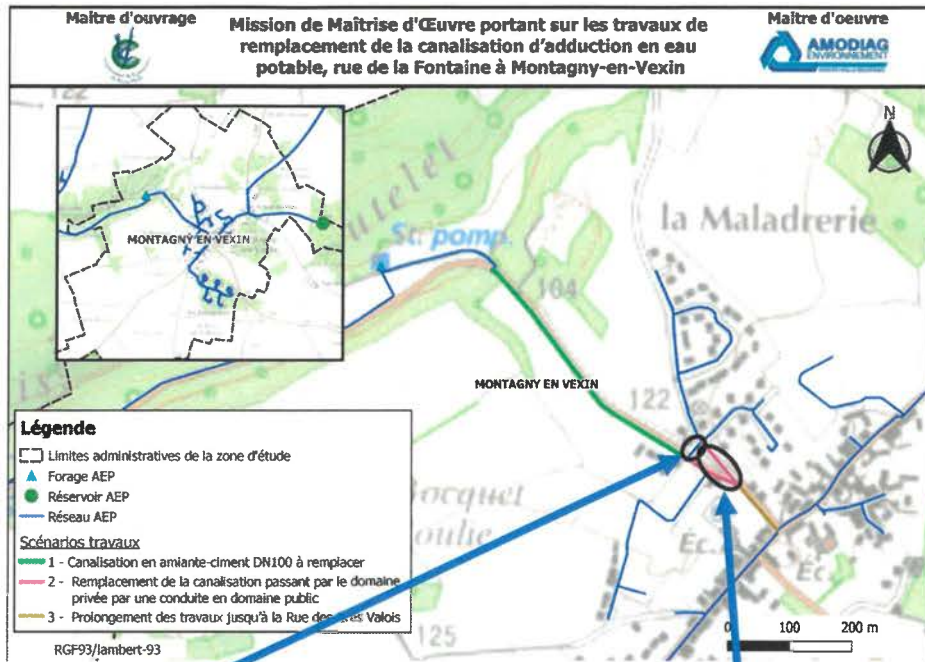 Maître d'ouvrage
Mission de Maîtrise d'Œuvre portant sur les travaux de
remplacement de la canalisation d'adduction en eau
potable, rue de la Fontaine à Montagny-en-Vexin
Maître d'oeuvre
AMODIAG
ENVIRONNEMENT
122
N
MONTAGNY EN VEXIN
St. pomp.
la Maladrerie
104
MONTAGNY EN VEXIN
122
Légende
Limites administratives de la zone d'étude
Forage AEP
Réservoir AEP
Réseau AEP
Scénarios travaux
1 - Canalisation en amiante-ciment DN100 à remplacer
2 - Remplacement de la canalisation passant par le domaine
privée par une conduite en domaine public
3 - Prolongement des travaux jusqu'à la Rue des Valois
RGF93/lambert-93
Bocquet
Éc.
Éc.
125
0 100 200 m